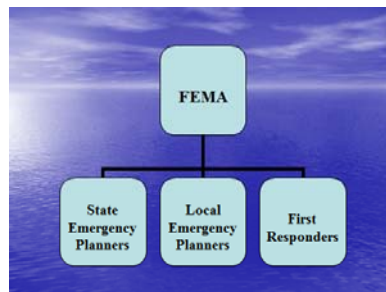 FEMA
State
Emergency
Planners
Local
Emergency
Planners
First
Responders